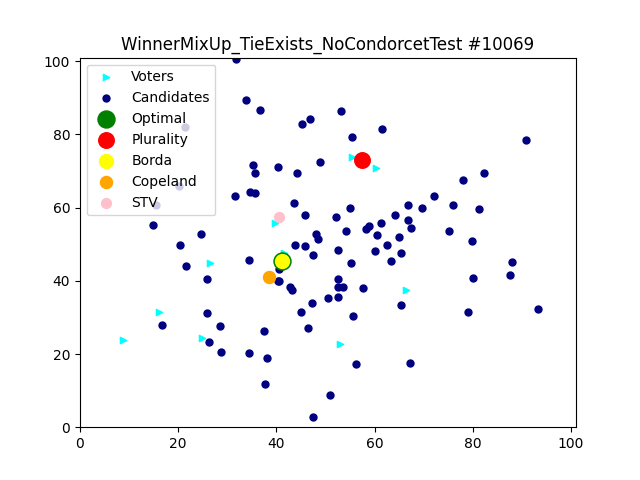 WinnerMixUp_TieExists_NoCondorcetTest #10069
Voters
Candidates
Optimal
Plurality
Borda
Copeland
STV
100
80
60
40
20
0
0 20 40 60 80 100